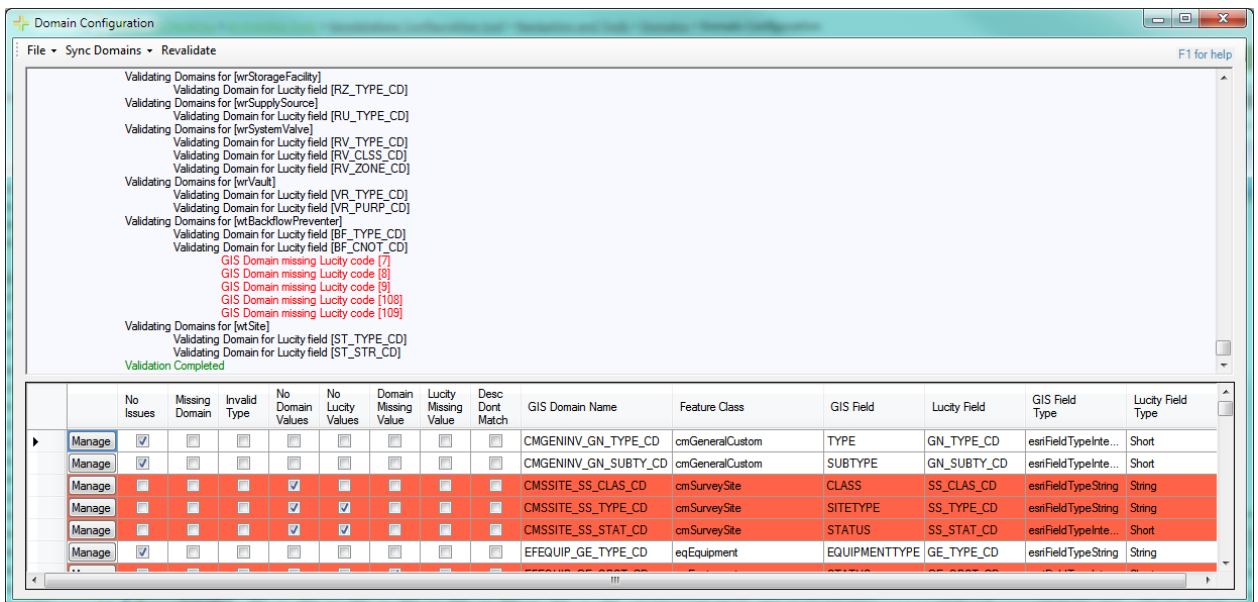 Domain Configuration
File Sync Domains Revalidate
F1 for help
Validating Domains for [wrStorageFacility]
Validating Domain for Lucity field [RZ_TYPE_CD]
Validating Domains for [wrSupplySource]
Validating Domain for Lucity field [RU_TYPE_CD]
Validating Domains for [wrSystemValve]
Validating Domain for Lucity field [RV_TYPE_CD]
Validating Domain for Lucity field [RV_CLSS_CD]
Validating Domain for Lucity field [RV_ZONE_CD]
Validating Domains for [wrVault]
Validating Domain for Lucity field [VR_TYPE_CD]
Validating Domain for Lucity field [VR_PURP_CD]
Validating Domains for [wtBackflowPreventer]
Validating Domain for Lucity field [BF_TYPE_CD]
Validating Domain for Lucity field [BF_CNOT_CD]
GIS Domain missing Lucity code [7]
GIS Domain missing Lucity code [8]
GIS Domain missing Lucity code [9]
GIS Domain missing Lucity code [108]
GIS Domain missing Lucity code [109]
Validating Domains for [wtSite]
Validating Domain for Lucity field [ST_TYPE_CD]
Validating Domain for Lucity field [ST_STR_CD]
Validation Completed
No Issues Missing Domain Invalid Type No Domain Values No Lucity Values Domain Missing Value Lucity Missing Value Desc Dont Match GIS Domain Name Feature Class GIS Field Lucity Field GIS Field Type Lucity Field Type
Manage CMGENINV_GN_TYPE_CD cmGeneralCustom TYPE GN_TYPE_CD esriFieldTypeInte... Short
Manage CMGENINV_GN_SUBTY_CD cmGeneralCustom SUBTYPE GN_SUBTY_CD esriFieldTypeInte... Short
Manage CMSSITE_SS_CLAS_CD cmSurveySite CLASS SS_CLAS_CD esriFieldTypeString String
Manage CMSSITE_SS_TYPE_CD cmSurveySite SITETYPE SS_TYPE_CD esriFieldTypeString String
Manage CMSSITE_SS_STAT_CD cmSurveySite STATUS SS_STAT_CD esriFieldTypeInte... Short
Manage EFEQUIP_GE_TYPE_CD eqEquipment EQUIPMENTTYPE GE_TYPE_CD esriFieldTypeString String